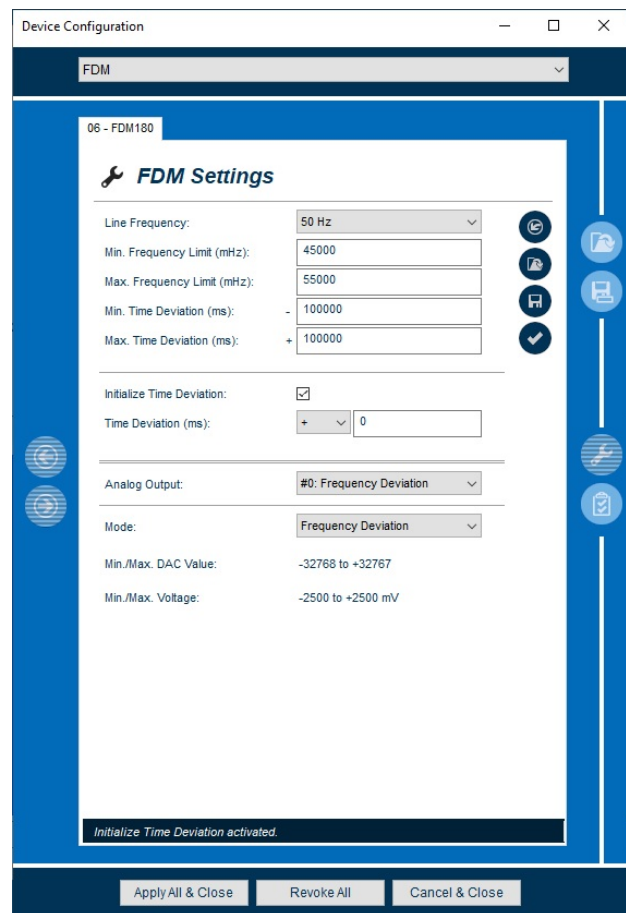 Device Configuration
FDM
06 - FDM180
FDM Settings
Line Frequency: 50 Hz
Min. Frequency Limit (mHz): 45000
Max. Frequency Limit (mHz): 55000
Min. Time Deviation (ms): - 100000
Max. Time Deviation (ms): + 100000
Initialize Time Deviation:
Time Deviation (ms): + 0
Analog Output: #0: Frequency Deviation
Mode: Frequency Deviation
Min./Max. DAC Value: -32768 to +32767
Min./Max. Voltage: -2500 to +2500 mV
Initialize Time Deviation activated.
Apply All & Close Revoke All Cancel & Close